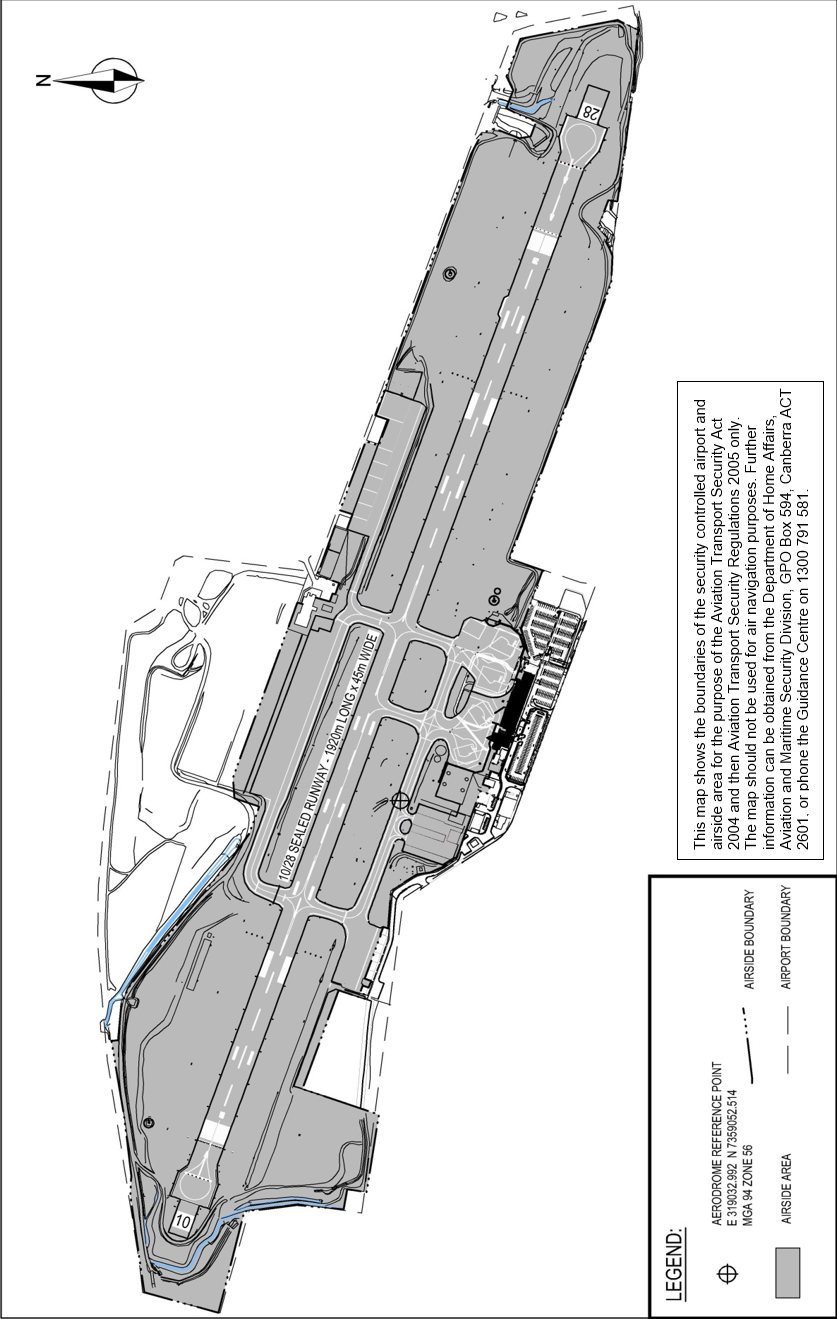 N
28
10/28 SEALED RUNWAY - 1920m LONG x 45m WIDE
10
This map shows the boundaries of the security controlled airport and
airside area for the purpose of the Aviation Transport Security Act
2004 and then Aviation Transport Security Regulations 2005 only.
The map should not be used for air navigation purposes. Further
information can be obtained from the Department of Home Affairs,
Aviation and Maritime Security Division, GPO Box 594, Canberra ACT
2601. or phone the Guidance Centre on 1300 791 581.
LEGEND:
AERODROME REFERENCE POINT
E 319032.992 N 7359052.514
MGA 94 ZONE 56
AIRSIDE BOUNDARY
AIRSIDE AREA
AIRPORT BOUNDARY